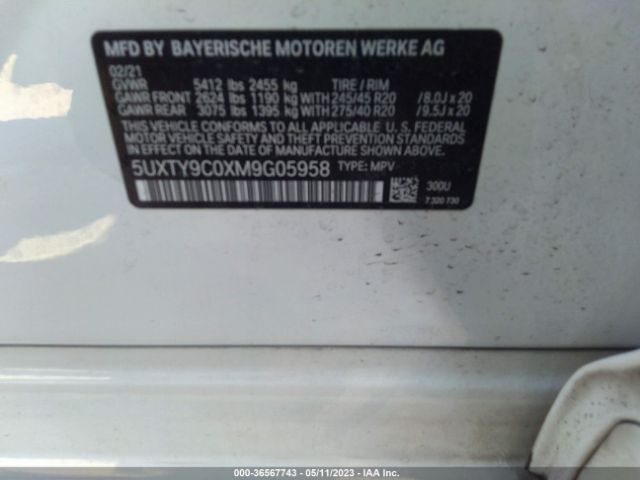 MFD BY BAYERISCHE MOTOREN WERKE AG
02/21
GVWR 5412 lbs 2455 kg TIRE / RIM
GAWR FRONT 2624 lbs 1190 kg WITH 245/45 R20 /8.0J x 20
GAWR REAR 3075 lbs 1395 kg WITH 275/40 R20 /9.5J x 20
THIS VEHICLE CONFORMS TO ALL APPLICABLE U. S. FEDERAL
MOTOR VEHICLE SAFETY AND THEFT PREVENTION STANDARDS
IN EFFECT ON THE DATE OF MANUFACTURE SHOWN ABOVE.
5UXTY9C0XM9G05958 TYPE: MPV
300U
7 320 730
000-36567743 - 05/11/2023 - IAA Inc.